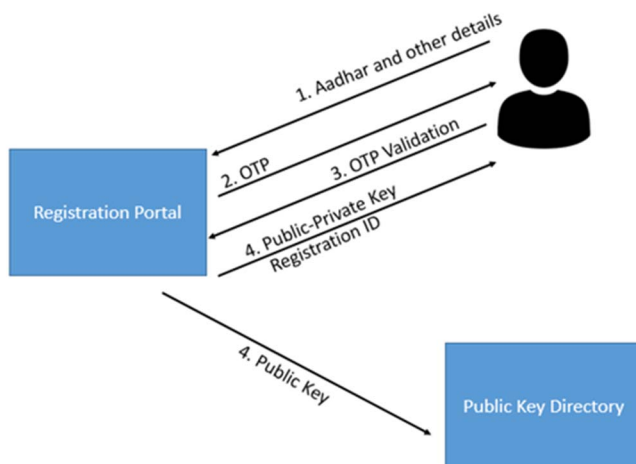 1. Aadhar and other details
2. OTP
3. OTP Validation
Registration Portal
4. Public-Private Key
Registration ID
4. Public Key
Public Key Directory